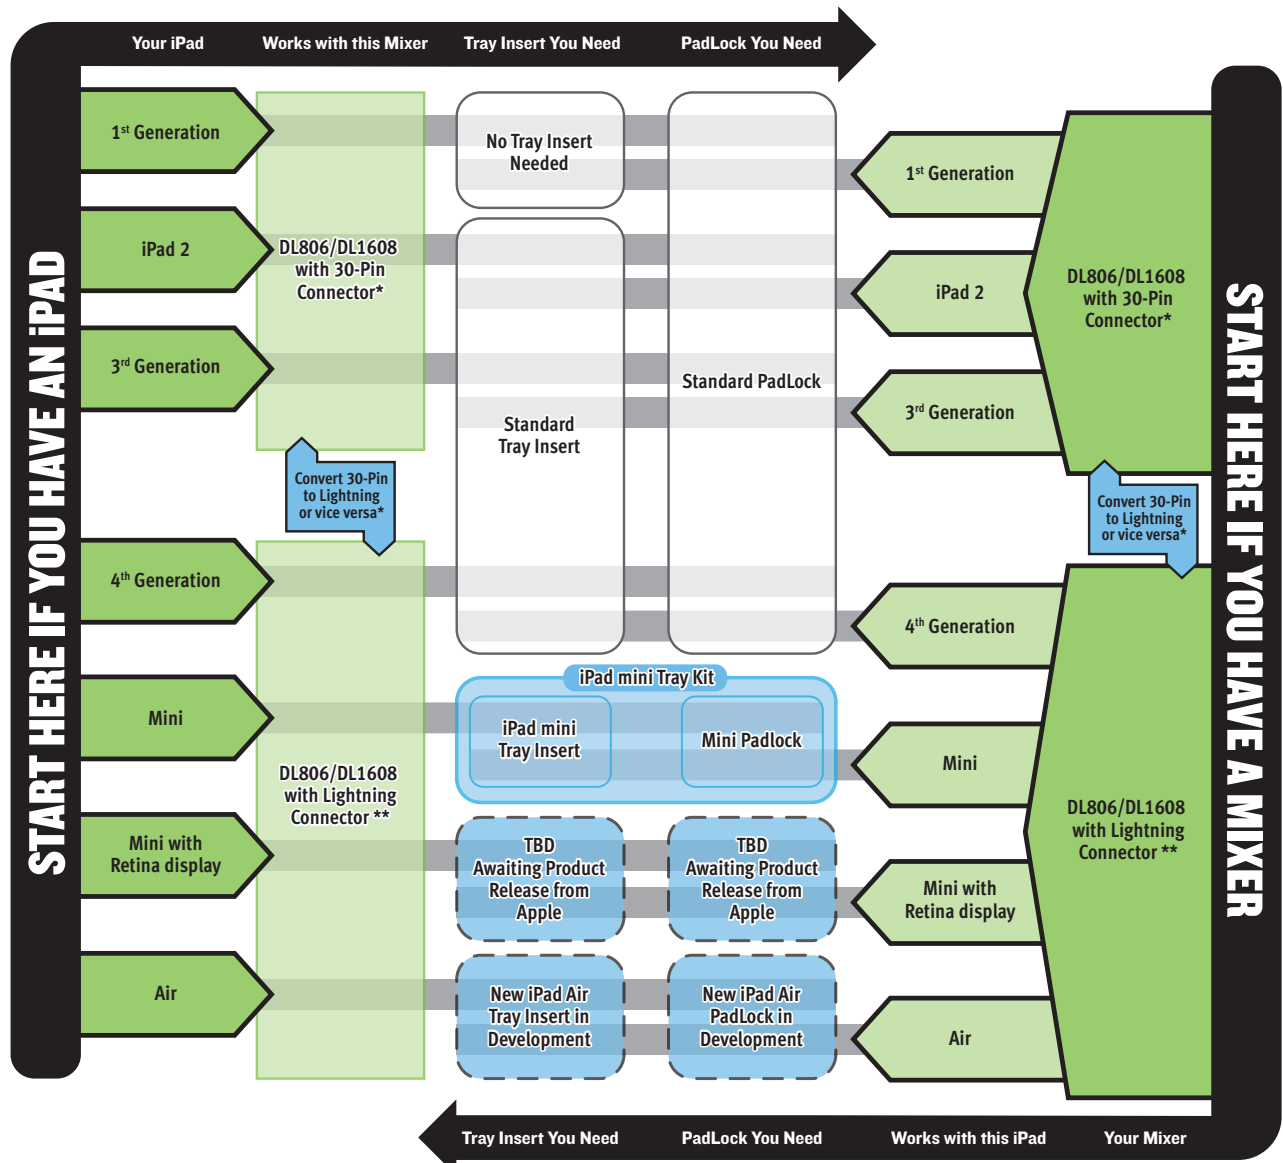 Your iPad
Works with this Mixer
Tray Insert You Need
PadLock You Need
START HERE IF YOU HAVE AN iPAD
1st Generation
iPad 2
3rd Generation
4th Generation
Mini
Mini with
Retina display
Air
DL806/DL1608
with 30-Pin
Connector*
Convert 30-Pin
to Lightning
or vice versa*
DL806/DL1608
with Lightning
Connector **
No Tray Insert
Needed
Standard
Tray Insert
Standard PadLock
iPad mini Tray Kit
iPad mini
Tray Insert
Mini Padlock
TBD
Awaiting Product
Release from
Apple
TBD
Awaiting Product
Release from
Apple
New iPad Air
Tray Insert in
Development
New iPad Air
PadLock in
Development
1st Generation
iPad 2
3rd Generation
4th Generation
Mini
Mini with
Retina display
Air
DL806/DL1608
with 30-Pin
Connector*
Convert 30-Pin
to Lightning
or vice versa*
DL806/DL1608
with Lightning
Connector **
START HERE IF YOU HAVE A MIXER
Tray Insert You Need
PadLock You Need
Works with this iPad
Your Mixer